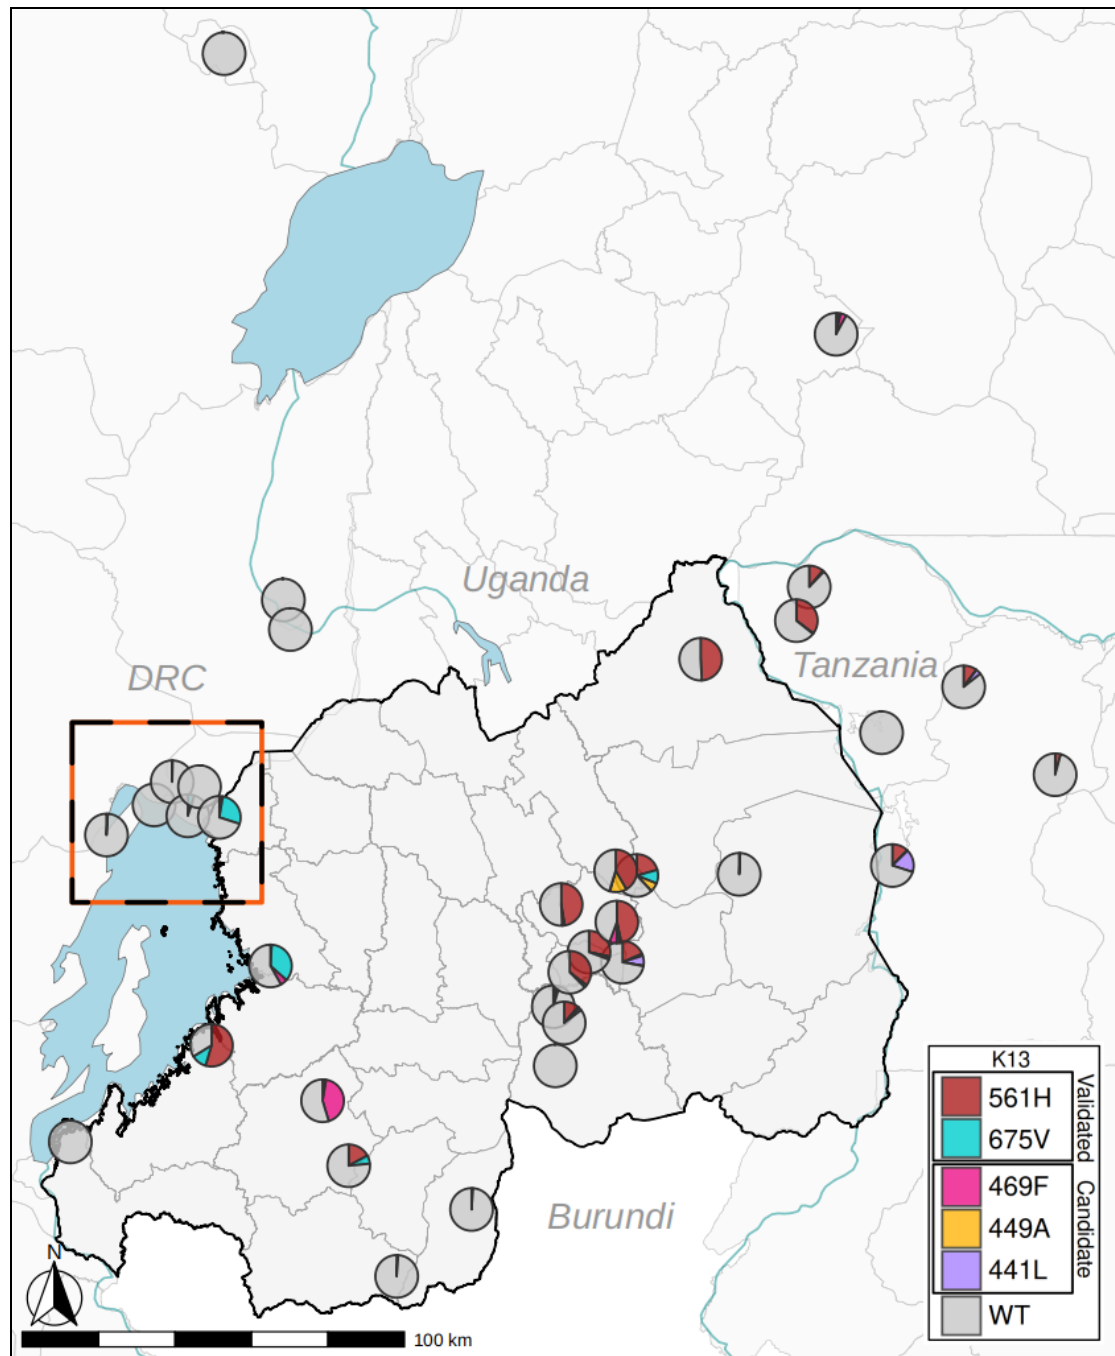 Uganda
DRC
Tanzania
Burundi
K13
561H
675V
Validated
469F
449A
441L
Candidate
WT
N
100 km